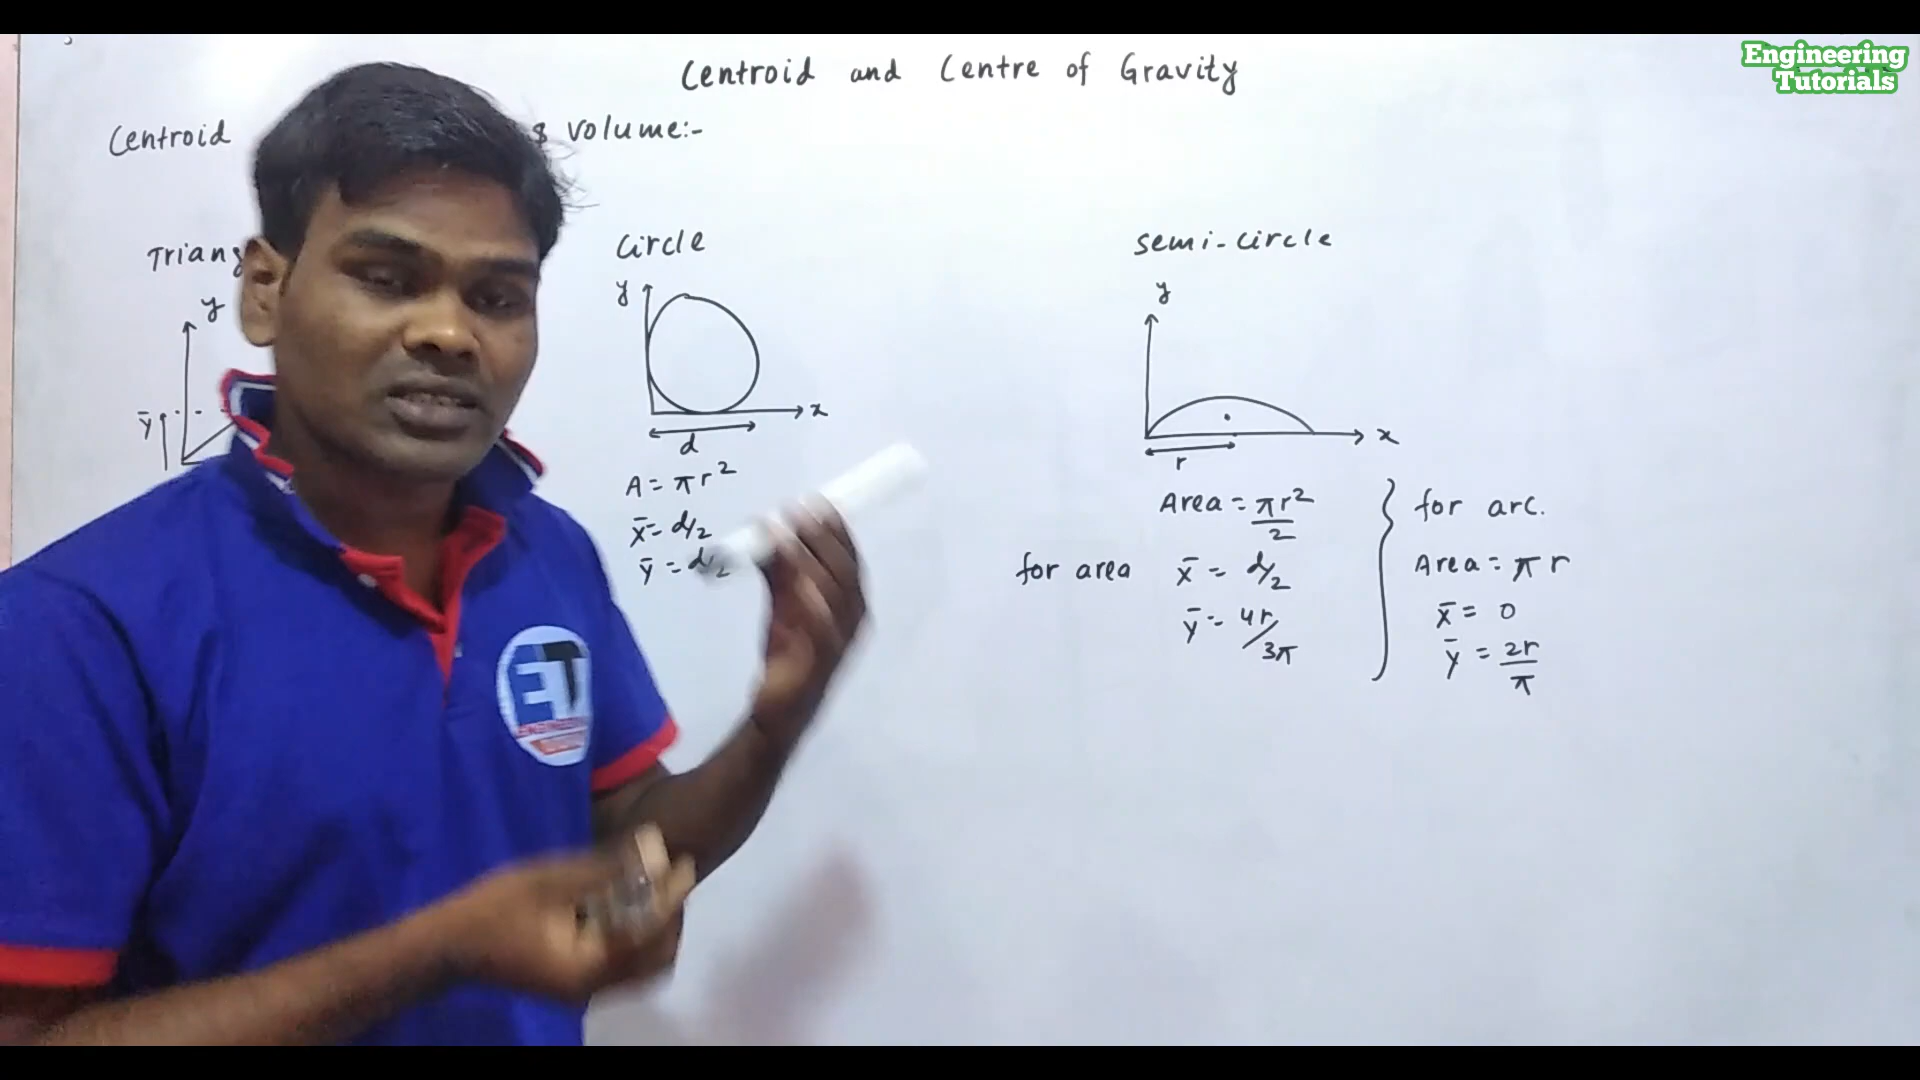 Engineering
Tutorials
Centroid and Centre of Gravity
Centroid & Volume:-
Circle
y
x
d
A = πr²
x̄ = d/2
ȳ = d/2
y
ȳ
semi-circle
y
x
r
for area
Area = πr²/2
x̄ = d/2
ȳ = 4r/3π
for arc.
Area = πr
x̄ = 0
ȳ = 2r/π
ET